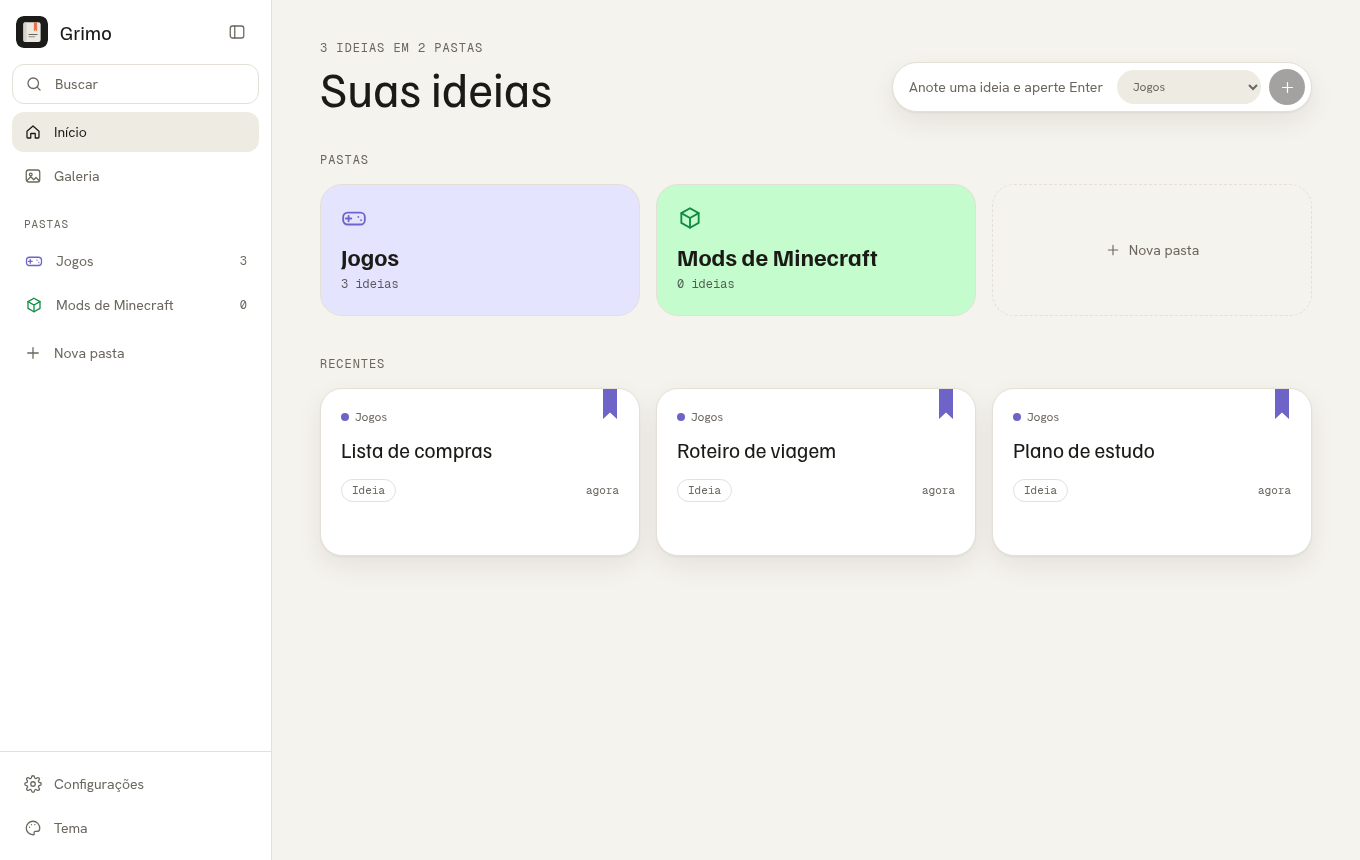 Grimo
Buscar
Início
Galeria
PASTAS
Jogos 3
Mods de Minecraft 0
Nova pasta
Configurações
Tema
3 IDEIAS EM 2 PASTAS
Suas ideias
Anote uma ideia e aperte Enter Jogos
PASTAS
Jogos
3 ideias
Mods de Minecraft
0 ideias
Nova pasta
RECENTES
Jogos
Lista de compras
Ideia agora
Jogos
Roteiro de viagem
Ideia agora
Jogos
Plano de estudo
Ideia agora